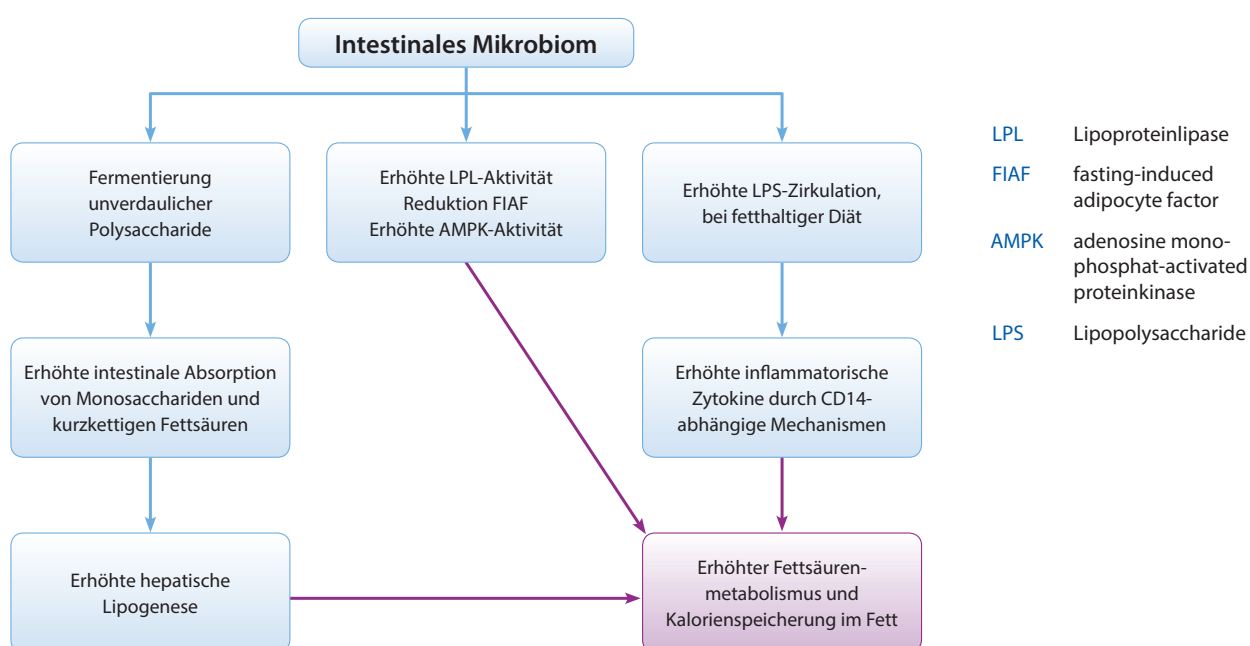 Intestinales Mikrobiom
Fermentierung
unverdaulicher
Polysaccharide
Erhöhte LPL-Aktivität
Reduktion FIAF
Erhöhte AMPK-Aktivität
Erhöhte LPS-Zirkulation,
bei fetthaltiger Diät
Erhöhte intestinale Absorption
von Monosacchariden und
kurzkettigen Fettsäuren
Erhöhte inflammatorische
Zytokine durch CD14-
abhängige Mechanismen
Erhöhte hepatische
Lipogenese
Erhöhter Fettsäuren-
metabolismus und
Kalorienspeicherung im Fett
LPL Lipoproteinlipase
FIAF fasting-induced
adipocyte factor
AMPK adenosine mono-
phosphat-activated
proteinkinase
LPS Lipopolysaccharide